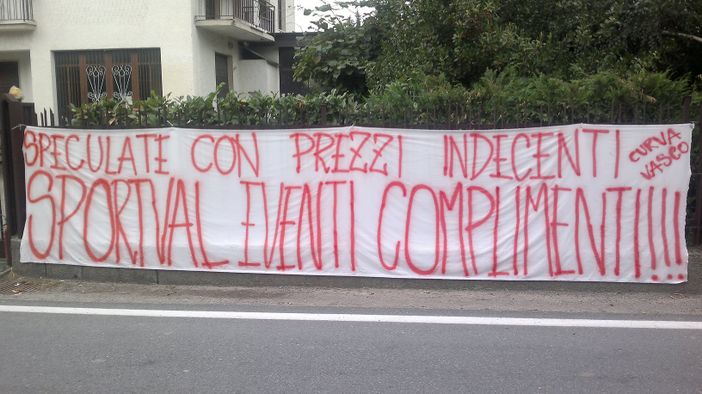 SPECULATE CON PREZZI INDECENTI
SPORTIVAL EVENTI COMPLIMENTI!!!!
CURVA
VASCO